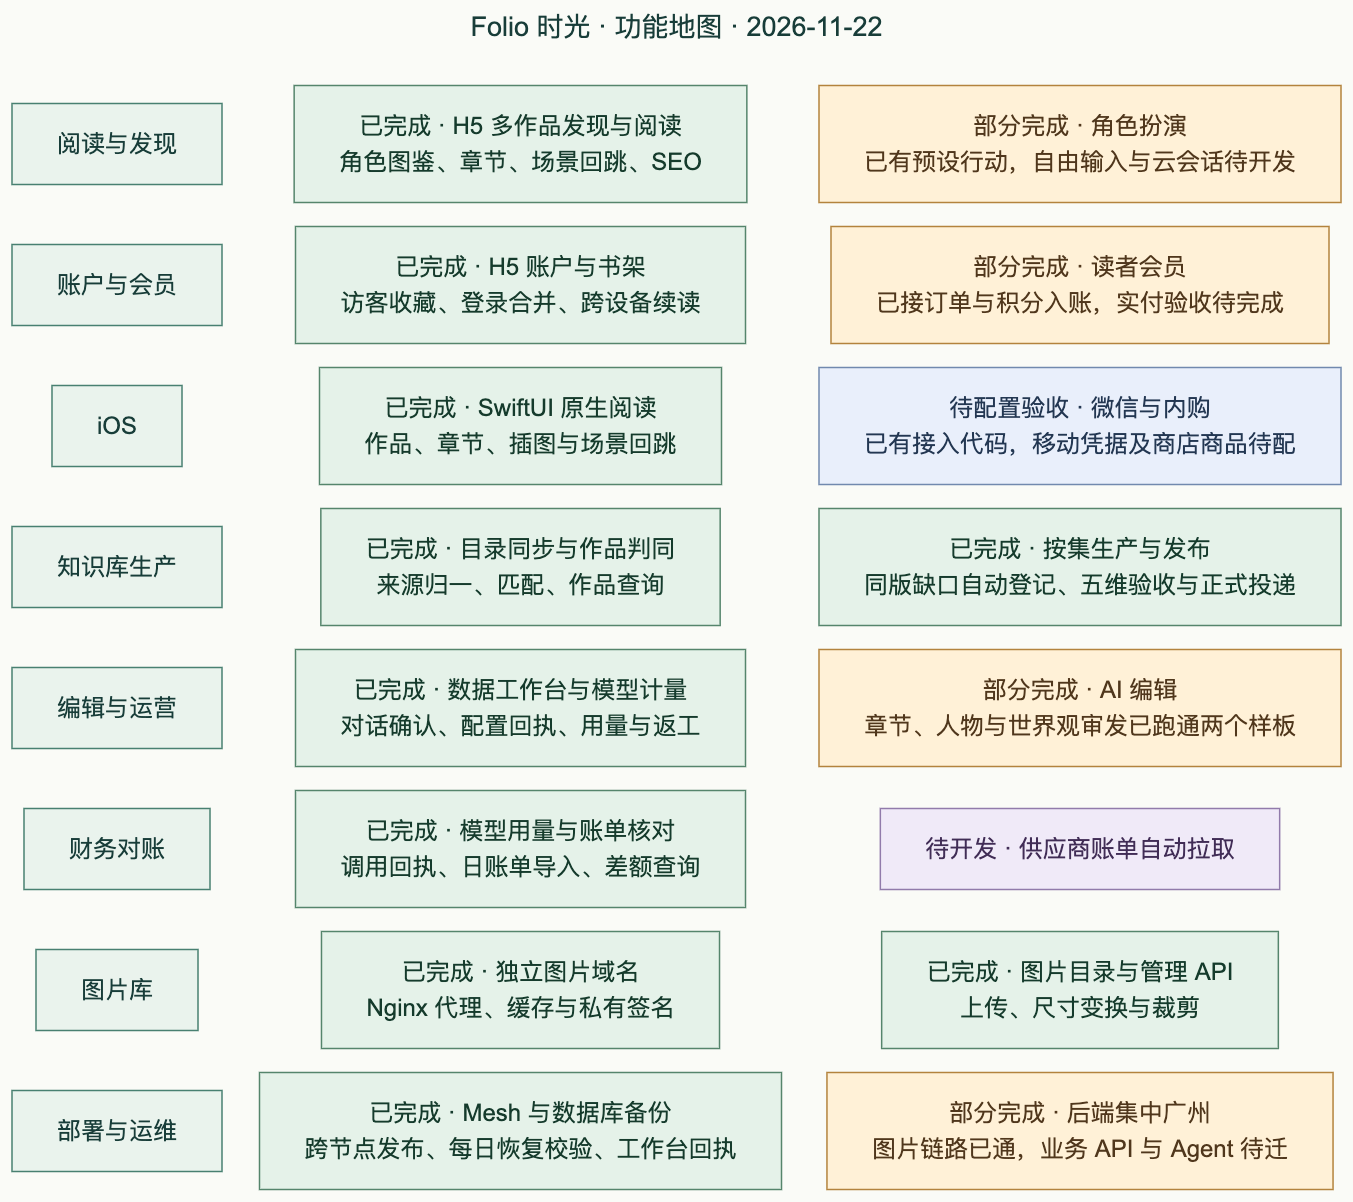 Folio 时光 · 功能地图 · 2026-11-22
阅读与发现
已完成 · H5 多作品发现与阅读
角色图鉴、章节、场景回跳、SEO
部分完成 · 角色扮演
已有预设行动，自由输入与云会话待开发
账户与会员
已完成 · H5 账户与书架
访客收藏、登录合并、跨设备续读
部分完成 · 读者会员
已接订单与积分入账，实付验收待完成
iOS
已完成 · SwiftUI 原生阅读
作品、章节、插图与场景回跳
待配置验收 · 微信与内购
已有接入代码，移动凭据及商店商品待配
知识库生产
已完成 · 目录同步与作品判同
来源归一、匹配、作品查询
已完成 · 按集生产与发布
同版缺口自动登记、五维验收与正式投递
编辑与运营
已完成 · 数据工作台与模型计量
对话确认、配置回执、用量与返工
部分完成 · AI 编辑
章节、人物与世界观审发已跑通两个样板
财务对账
已完成 · 模型用量与账单核对
调用回执、日账单导入、差额查询
待开发 · 供应商账单自动拉取
图片库
已完成 · 独立图片域名
Nginx 代理、缓存与私有签名
已完成 · 图片目录与管理 API
上传、尺寸变换与裁剪
部署与运维
已完成 · Mesh 与数据库备份
跨节点发布、每日恢复校验、工作台回执
部分完成 · 后端集中广州
图片链路已通，业务 API 与 Agent 待迁